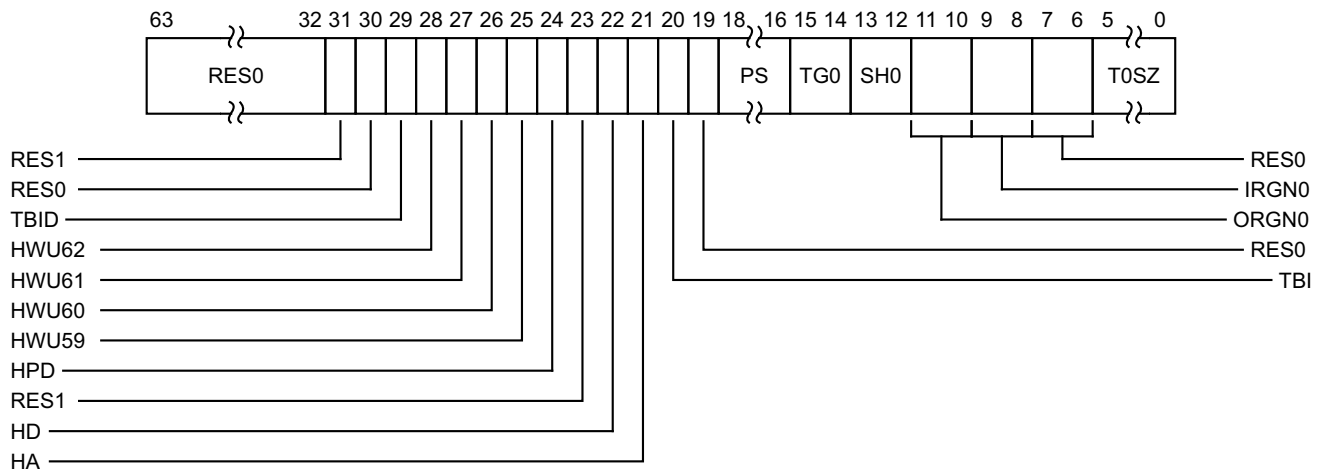 63 32 31 30 29 28 27 26 25 24 23 22 21 20 19 18 16 15 14 13 12 11 10 9 8 7 6 5 0
RES0 PS TG0 SH0 T0SZ
RES1 RES0
RES0 IRGN0
TBID ORGN0
HWU62 RES0
HWU61 TBI
HWU60
HWU59
HPD
RES1
HD
HA